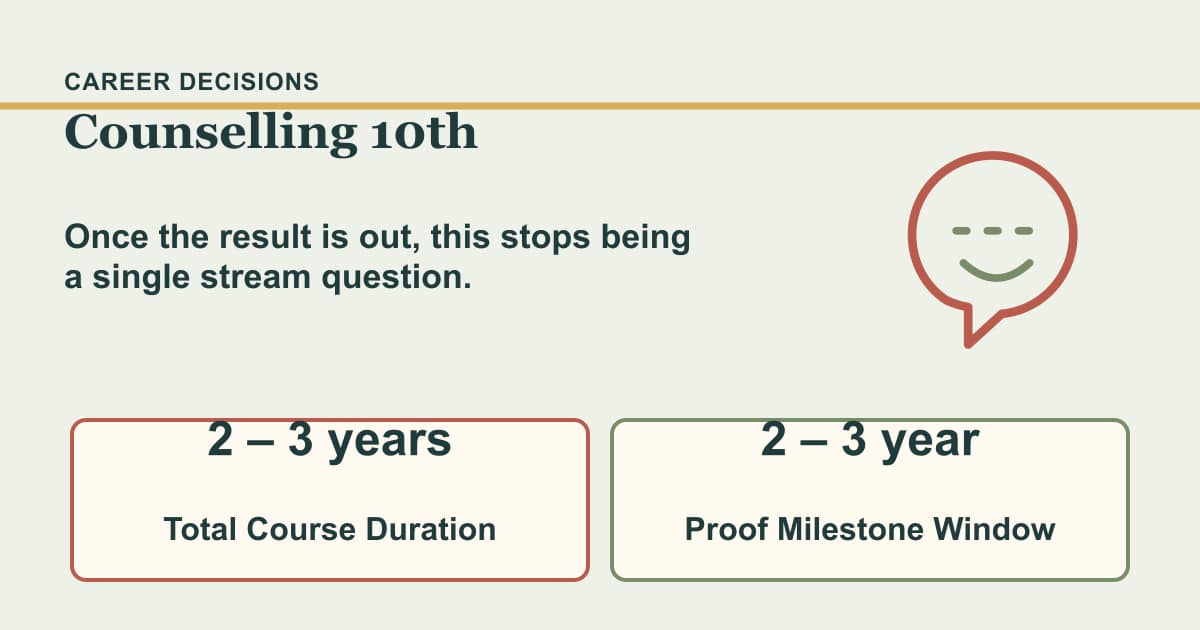 CAREER DECISIONS
Counselling 10th
Once the result is out, this stops being
a single stream question.
2 – 3 years
Total Course Duration
2 – 3 year
Proof Milestone Window